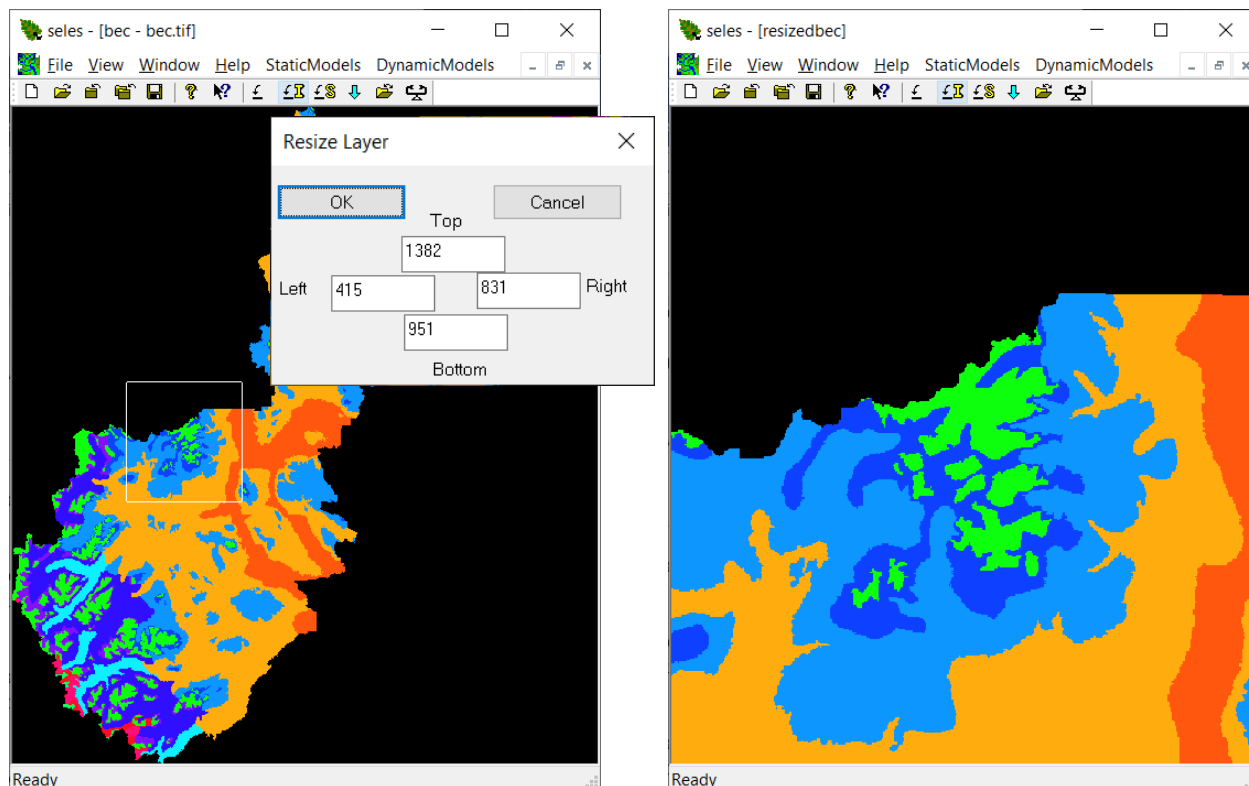 seles - [bec - bec.tif]
File View Window Help StaticModels DynamicModels
Resize Layer
OK Cancel
Top
1382
Left 415 831 Right
951
Bottom
Ready
seles - [resizedbec]
File View Window Help StaticModels DynamicModels
Ready